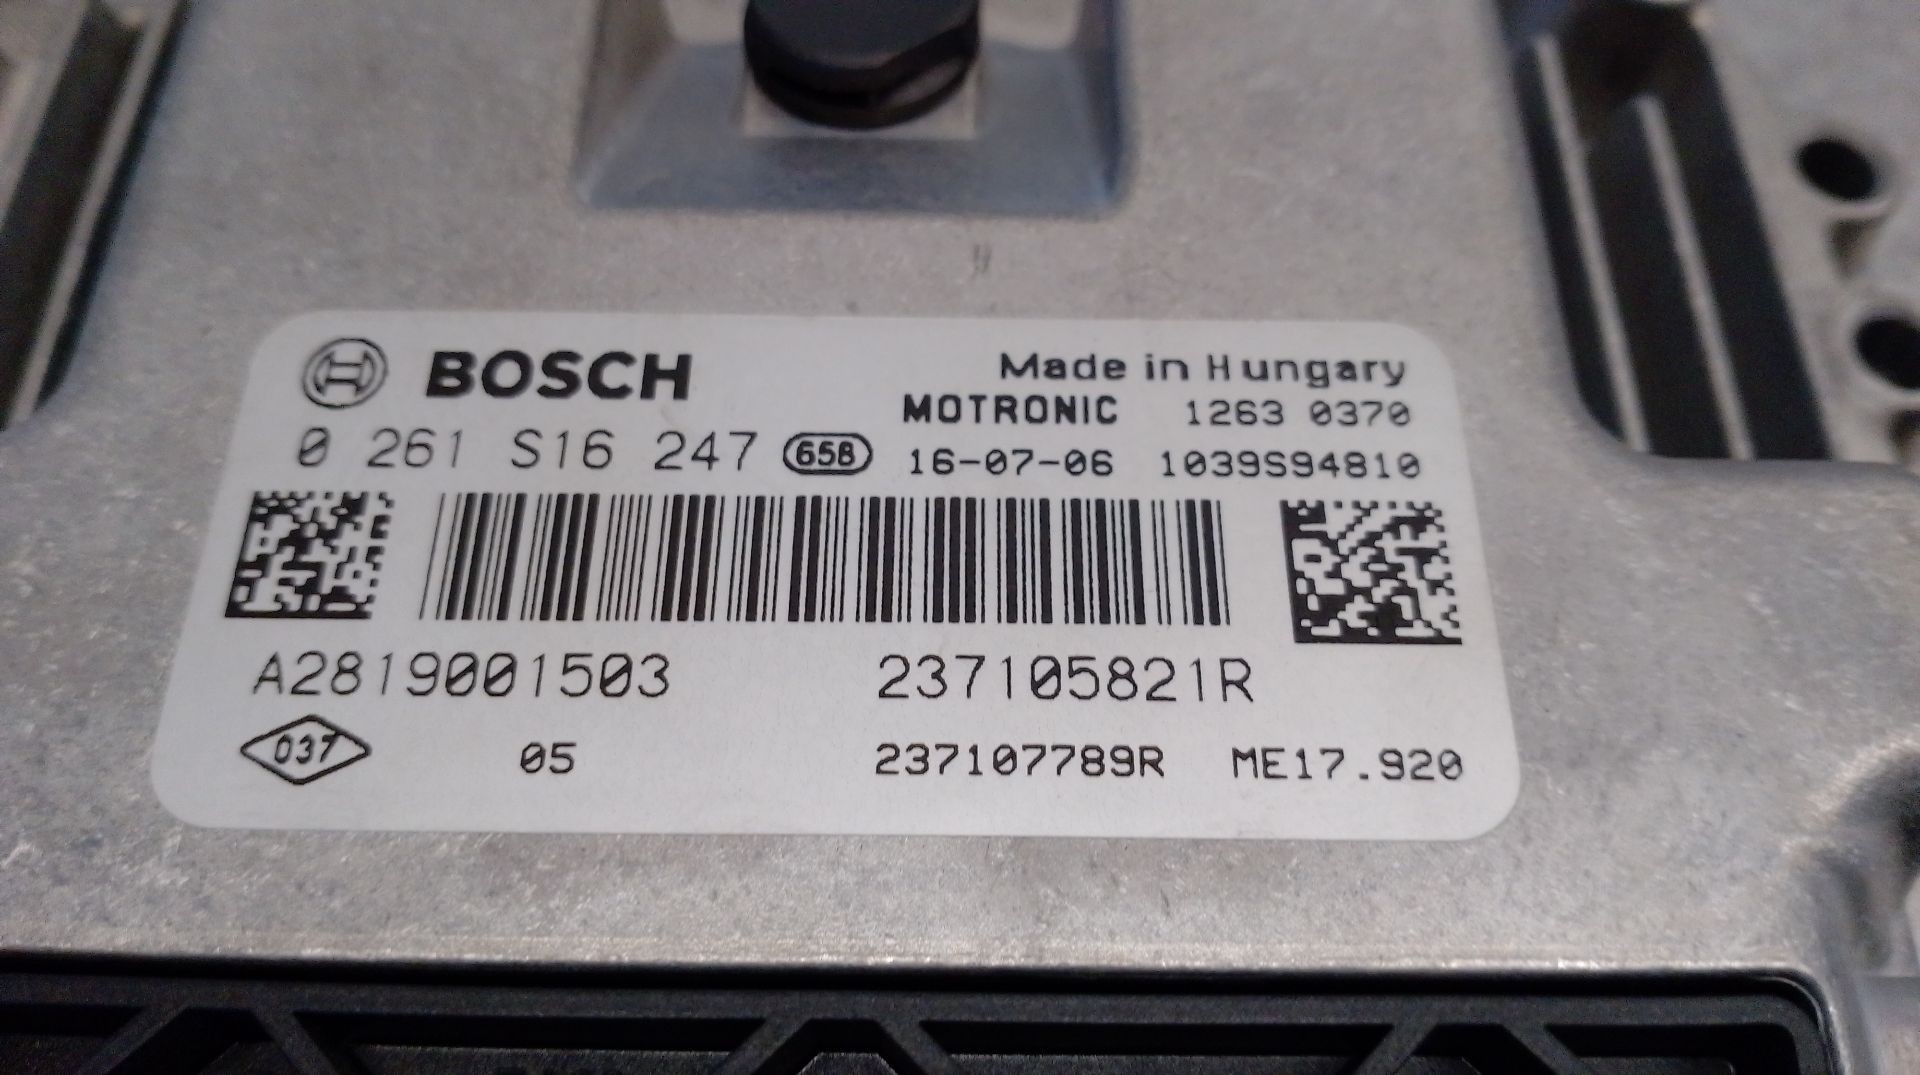 BOSCH
Made in Hungary
MOTRONIC 1263 0370
0 261 S16 247 658 16-07-06 1039S94810
A2819001503 237105821R
037 05 237107789R ME17.920